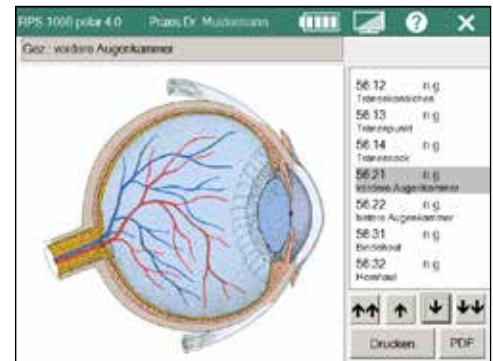 RPS 1000 polar 4.0 Praxis Dr. Mustermann
Gez.: vordere Augenkammer
56.12 n.g.
56.13 n.g.
Tränenpunkt
56.14 n.g.
Tränensack
56.21 n.g.
vordere Augenkammer
56.22 n.g.
hintere Augenkammer
56.31 n.g.
Bindehaut
56.32 n.g.
Hornhaut
Drucken PDF